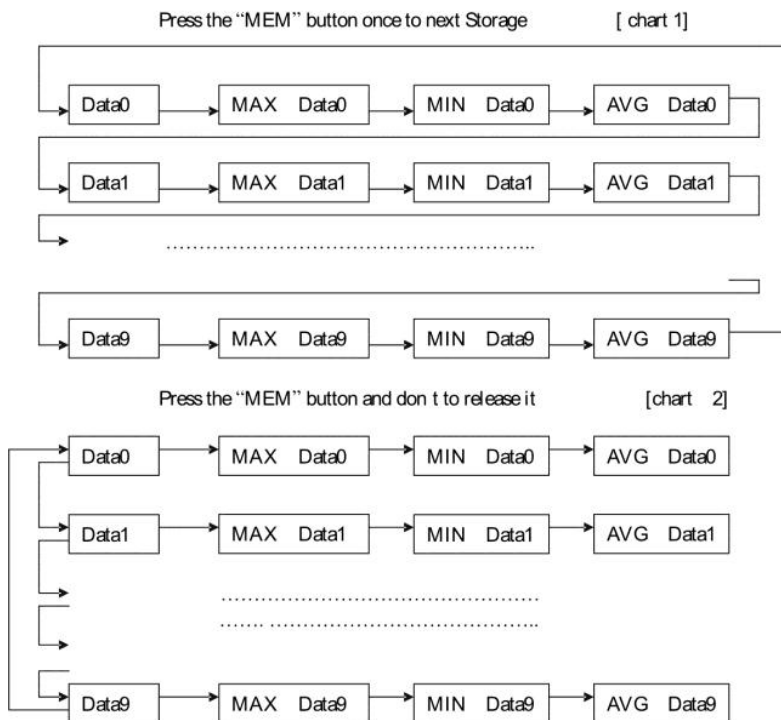 Press the “MEM” button once to next Storage [ chart 1]
Data0 MAX Data0 MIN Data0 AVG Data0
Data1 MAX Data1 MIN Data1 AVG Data1
……………………………………………..
Data9 MAX Data9 MIN Data9 AVG Data9
Press the “MEM” button and don t to release it [chart 2]
Data0 MAX Data0 MIN Data0 AVG Data0
Data1 MAX Data1 MIN Data1 AVG Data1
………………………………………
……. ………………………………..
Data9 MAX Data9 MIN Data9 AVG Data9